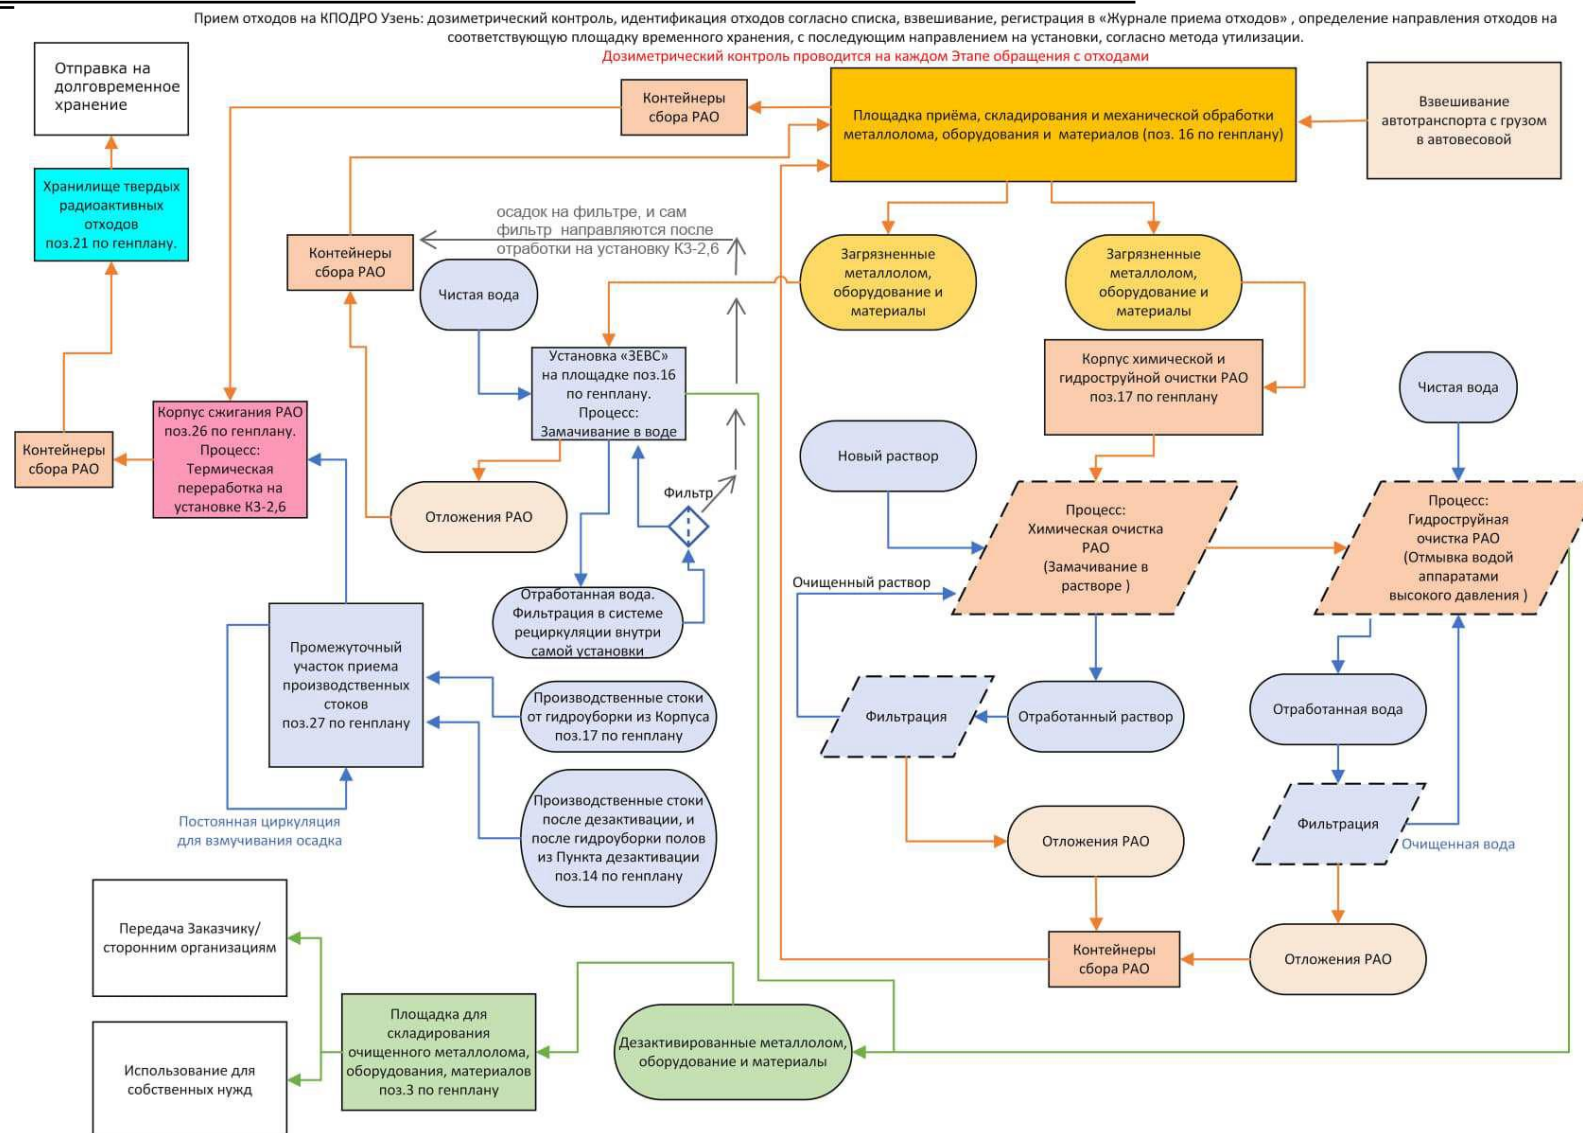 Прием отходов на КПОДРО Узень: дозиметрический контроль, идентификация отходов согласно списка, взвешивание, регистрация в «Журнале приема отходов» , определение направления отходов на
соответствующую площадку временного хранения, с последующим направлением на установки, согласно метода утилизации.
Дозиметрический контроль проводится на каждом Этапе обращения с отходами
Отправка на
долговременное
хранение
Контейнеры
сбора РАО
Площадка приёма, складирования и механической обработки
металлолома, оборудования и материалов (поз. 16 по генплану)
Взвешивание
автотранспорта с грузом
в автовесовой
Хранилище твердых
радиоактивных
отходов
поз.21 по генплану.
осадок на фильтре, и сам
фильтр направляются после
отработки на установку КЗ-2,6
Контейнеры
сбора РАО
Чистая вода
Загрязненные
металлолом,
оборудование и
материалы
Загрязненные
металлолом,
оборудование и
материалы
Установка «ЗЕВС»
на площадке поз.16
по генплану.
Процесс:
Замачивание в воде
Корпус химической и
гидроструйной очистки РАО
поз.17 по генплану
Чистая вода
Корпус сжигания РАО
поз.26 по генплану.
Процесс:
Термическая
переработка на
установке КЗ-2,6
Контейнеры
сбора РАО
Новый раствор
Фильтр
Отложения РАО
Процесс:
Химическая очистка
РАО
(Замачивание в
растворе )
Процесс:
Гидроструйная
очистка РАО
(Отмывка водой
аппаратами
высокого давления )
Очищенный раствор
Отработанная вода.
Фильтрация в системе
рециркуляции внутри
самой установки
Промежуточный
участок приема
производственных
стоков
поз.27 по генплану
Производственные стоки
от гидроуборки из Корпуса
поз.17 по генплану
Фильтрация
Отработанный раствор
Отработанная вода
Постоянная циркуляция
для взмучивания осадка
Производственные стоки
после дезактивации, и
после гидроуборки полов
из Пункта дезактивации
поз.14 по генплану
Отложения РАО
Фильтрация
Очищенная вода
Передача Заказчику/
сторонним организациям
Контейнеры
сбора РАО
Отложения РАО
Площадка для
складирования
очищенного металлолома,
оборудования, материалов
поз.3 по генплану
Дезактивированные металлолом,
оборудование и материалы
Использование для
собственных нужд